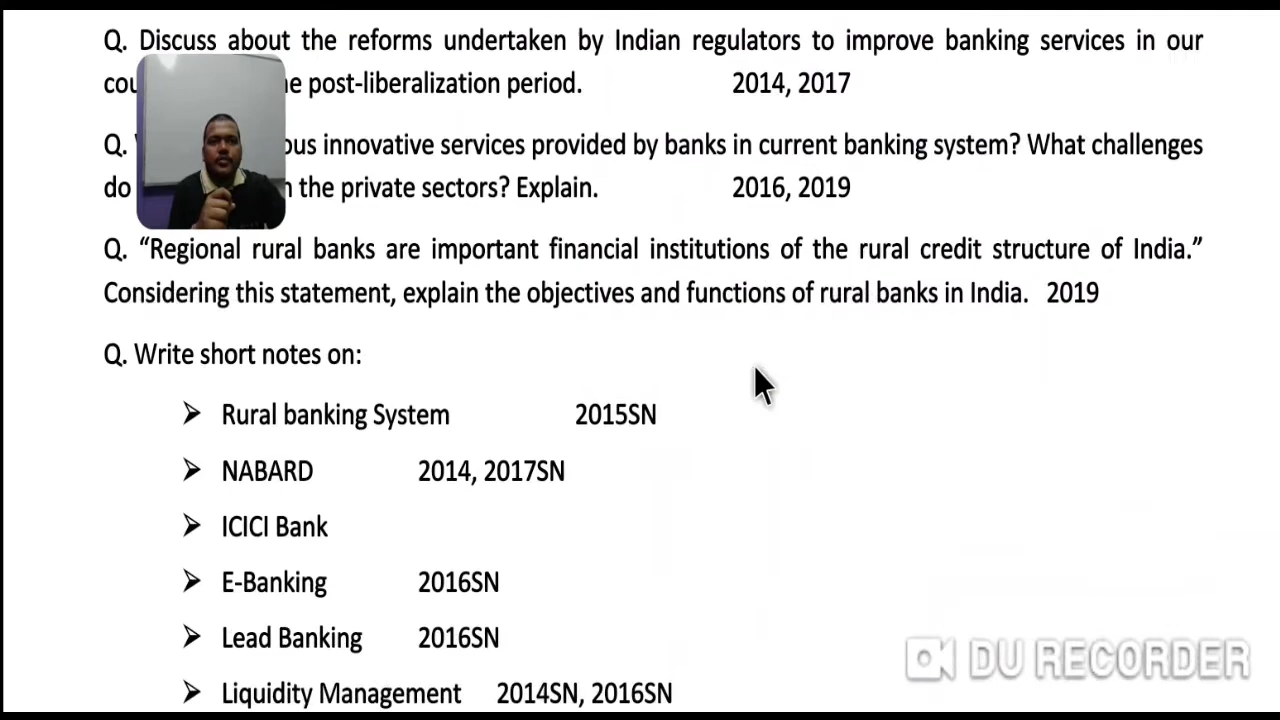 Q. Discuss about the reforms undertaken by Indian regulators to improve banking services in our
post-liberalization period. 2014, 2017
Q. innovative services provided by banks in current banking system? What challenges
do the private sectors? Explain. 2016, 2019
Q. “Regional rural banks are important financial institutions of the rural credit structure of India.”
Considering this statement, explain the objectives and functions of rural banks in India. 2019
Q. Write short notes on:
➢ Rural banking System 2015SN
➢ NABARD 2014, 2017SN
➢ ICICI Bank
➢ E-Banking 2016SN
➢ Lead Banking 2016SN
➢ Liquidity Management 2014SN, 2016SN
DU RECORDER